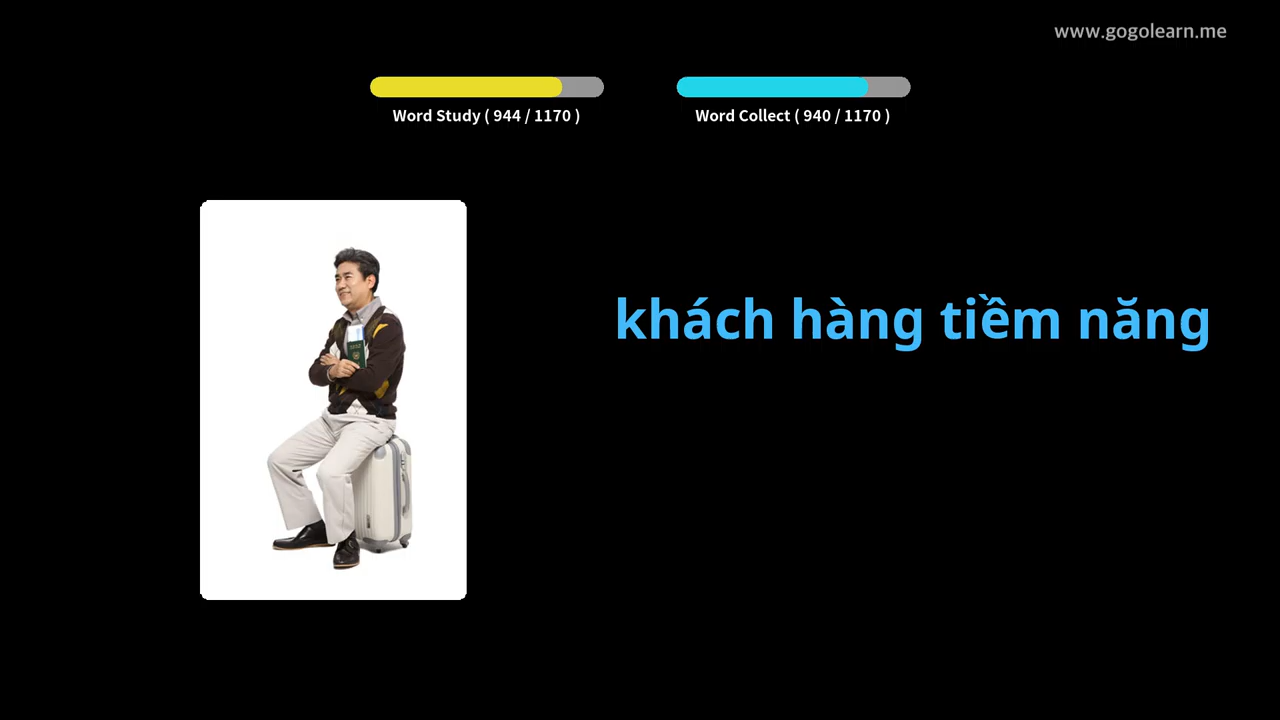 www.gogolearn.me
Word Study ( 944 / 1170 )
Word Collect ( 940 / 1170 )
khách hàng tiềm năng